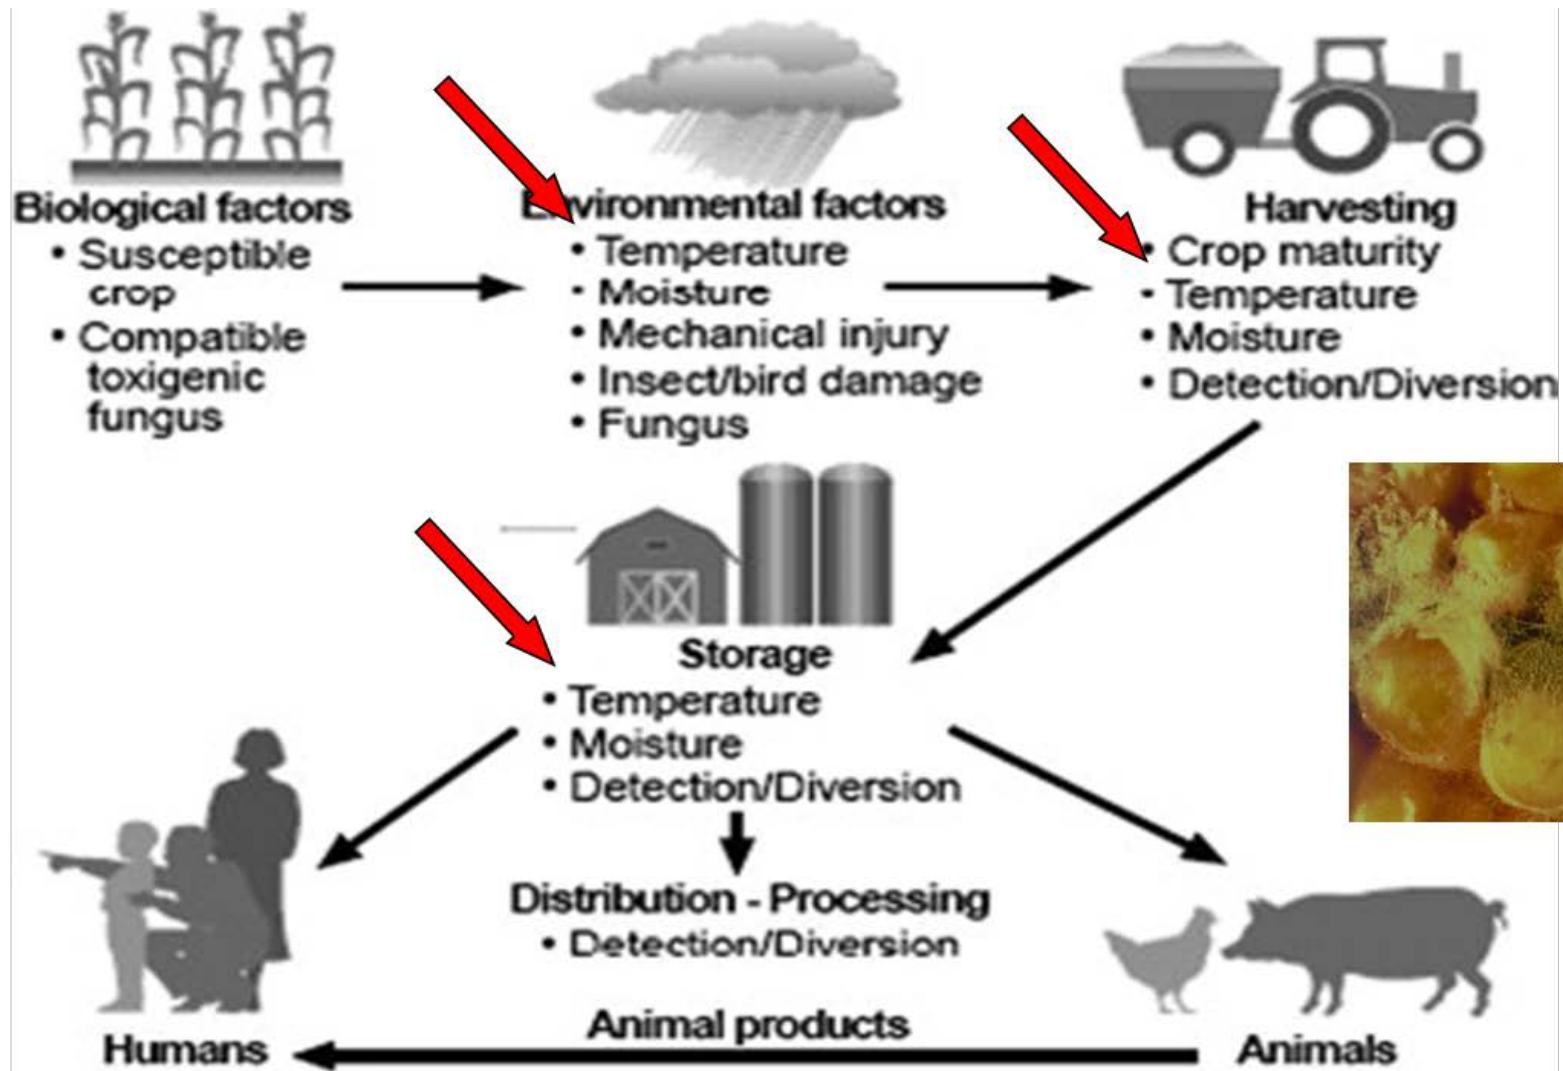 Biological factors
• Susceptible
crop
• Compatible
toxigenic
fungus
Environmental factors
• Temperature
• Moisture
• Mechanical injury
• Insect/bird damage
• Fungus
Harvesting
• Crop maturity
• Temperature
• Moisture
• Detection/Diversion
Storage
• Temperature
• Moisture
• Detection/Diversion
Distribution - Processing
• Detection/Diversion
Animal products
Humans
Animals